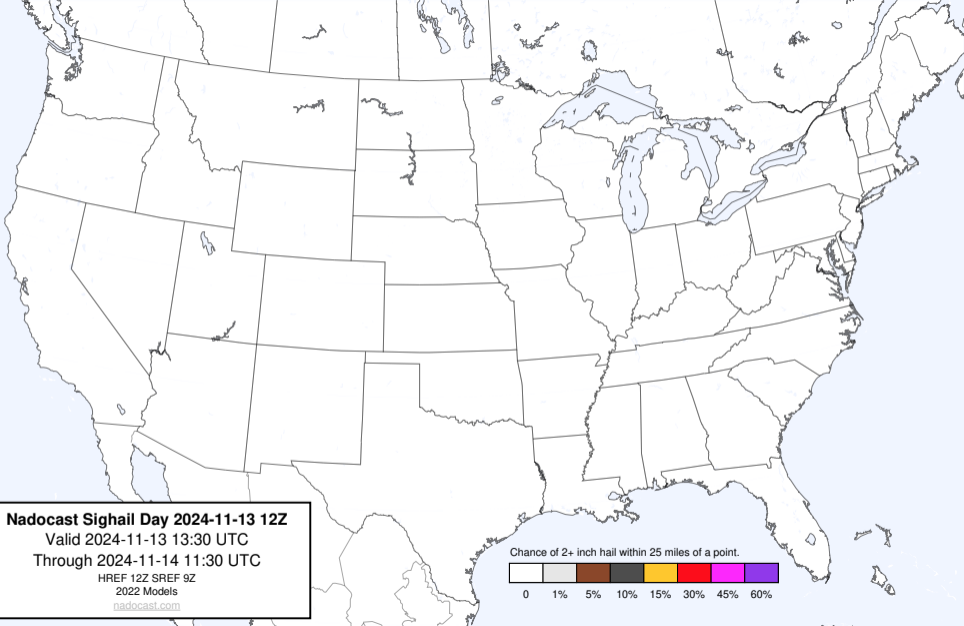 Nadocast Sighail Day 2024-11-13 12Z
Valid 2024-11-13 13:30 UTC
Through 2024-11-14 11:30 UTC
HREF 12Z SREF 9Z
2022 Models
nadocast.com
Chance of 2+ inch hail within 25 miles of a point.
0 1% 5% 10% 15% 30% 45% 60%